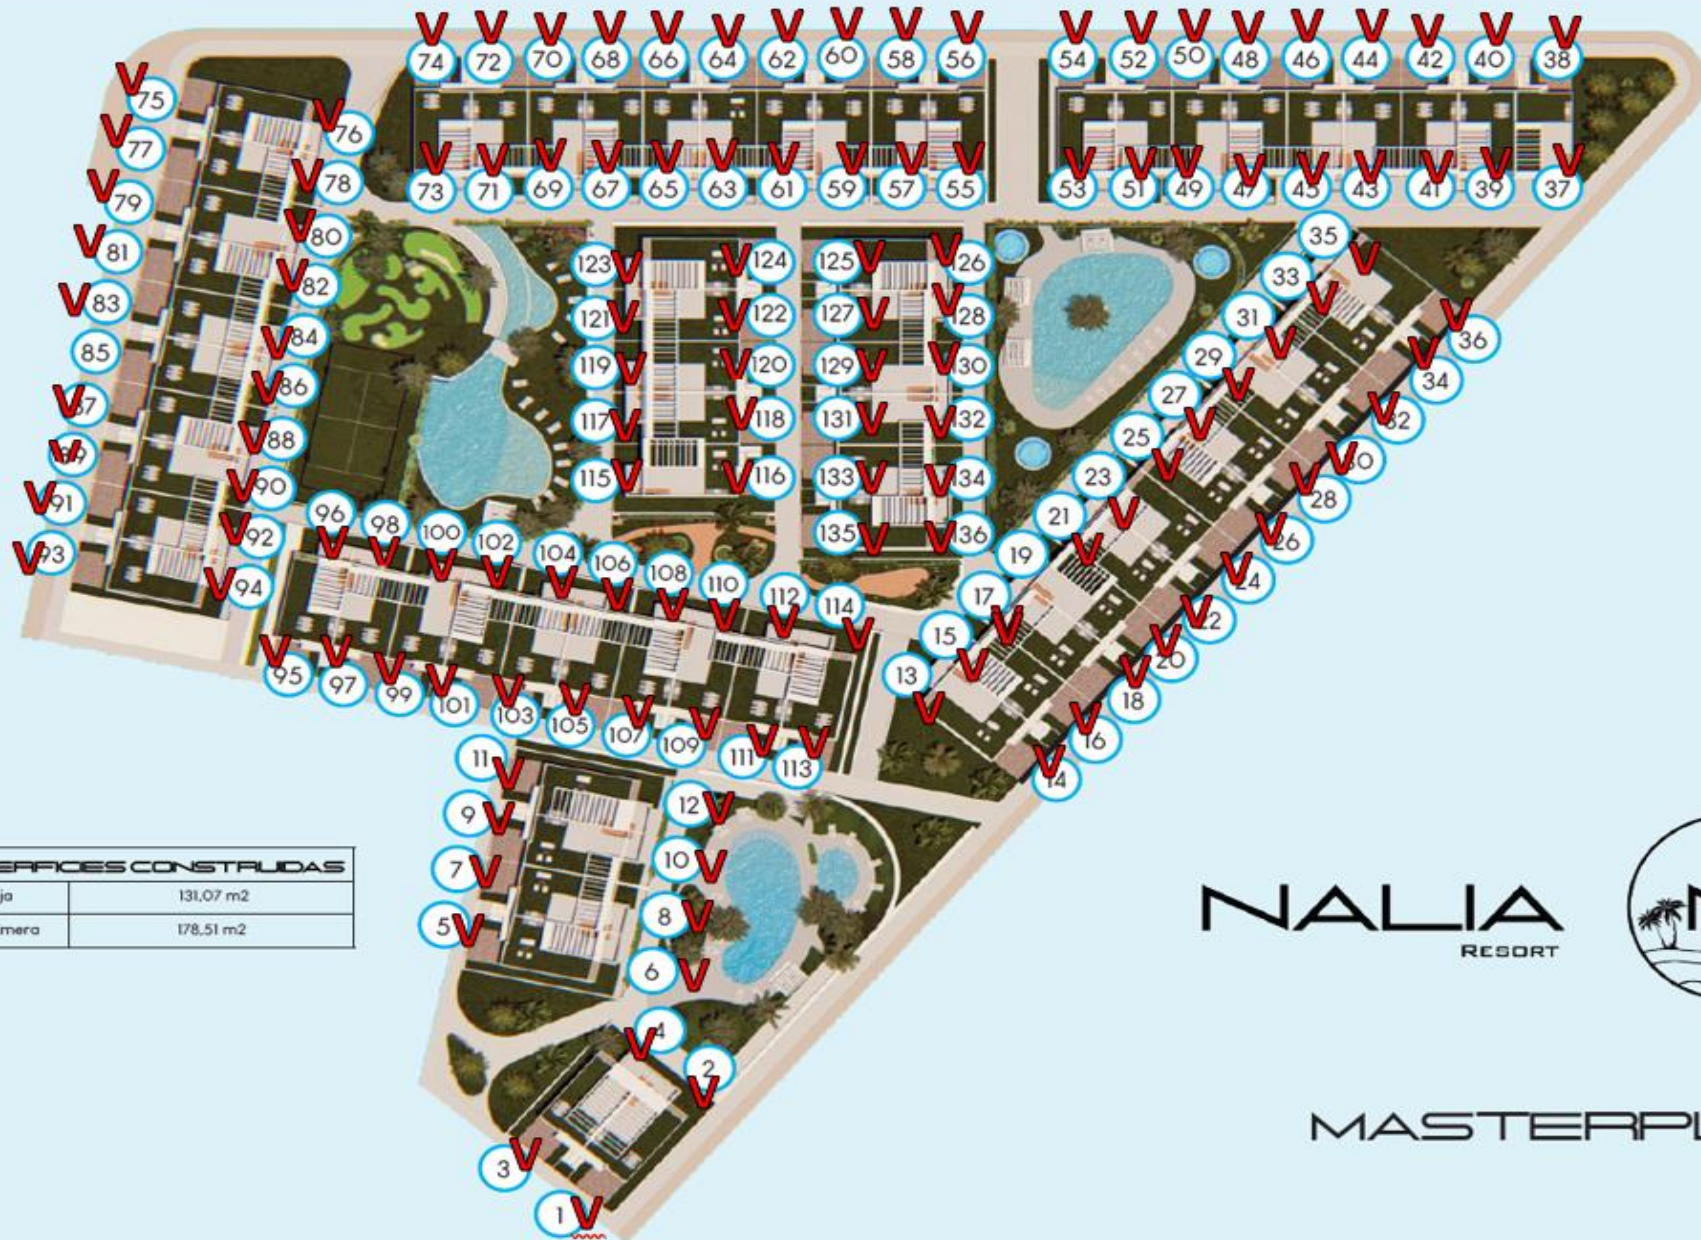 V V V V V V V V V V V V V V V V V V V
74 72 70 68 66 64 62 60 58 56 54 52 50 48 46 44 42 40 38
V V V V V V V V V V V V V V V V V V V
73 71 69 67 65 63 61 59 57 55 53 51 49 47 45 43 41 39 37
V 75
V 77
V 79
V 81
V 83
85
V 87
V 89
V 91
V 93
V 76
V 78
V 80
V 82
V 84
V 86
V 88
V 90
V 92
V 94
123 V V 124
121 V V 122
119 V V 120
117 V V 118
115 V V 116
125 V V 126
127 V V 128
129 V V 130
131 V V 132
133 V V 134
135 V V 136
35 V
33 V
31 V
29 V
27 V
25 V
23 V
21 V
19 V
17 V
15 V
13 V
V 36
V 34
V 32
V 30
V 28
V 26
V 24
V 22
V 20
V 18
V 16
V 14
96 98 100 102 104 106 108 110 112 114
V V V V V V V V V V
V V V V V V V V V V
95 97 99 101 103 105 107 109 111 113
11 V
9 V
7 V
5 V
12 V
10 V
8 V
6 V
V 4
2 V
3 V
1 V
ERFICIES CONSTRUIDAS
ja 131,07 m2
mera 178,51 m2
NALIA
RESORT
N
MASTERPL